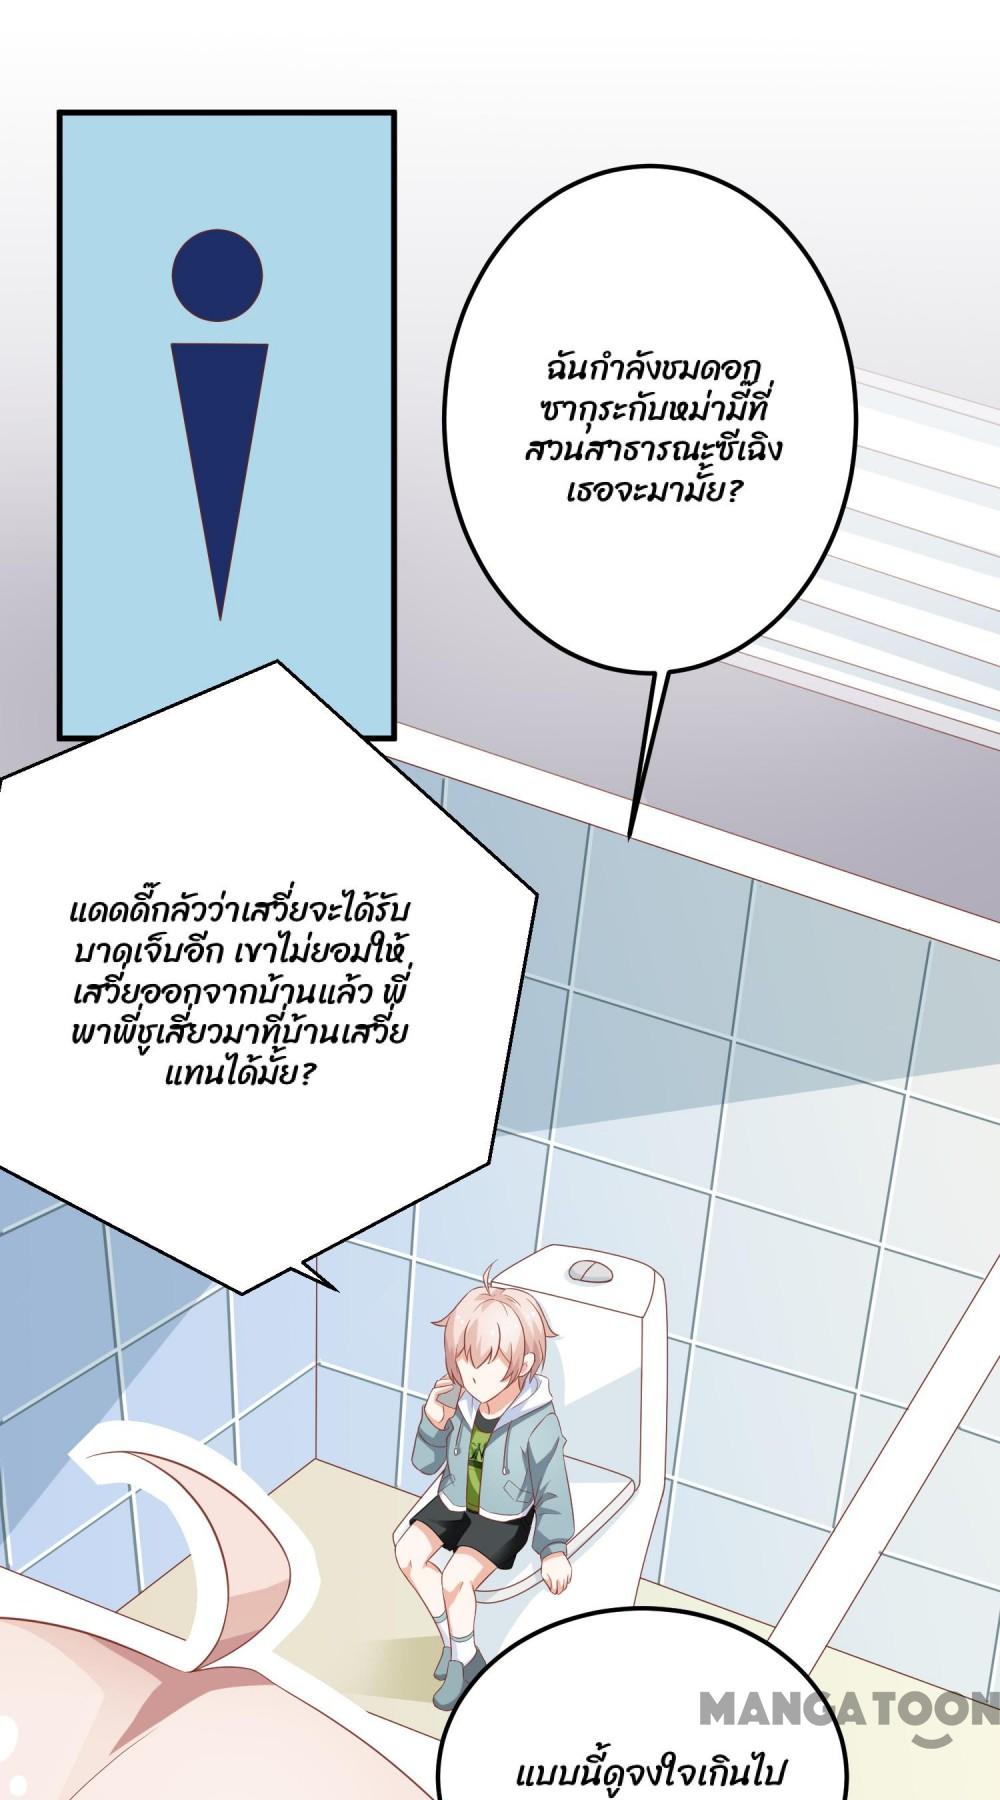 ฉันกำลังชมดอก
ซากุระกับหม่ามี๊ที่
สวนสาธารณะซีเฉิง
เธอจะมามั้ย?
แดดดี๊กลัวว่าเสวี่ยจะได้รับ
บาดเจ็บอีก เขาไม่ยอมให้
เสวี่ยออกจากบ้านแล้ว พี่
พาพี่ชูเสี่ยวมาที่บ้านเสวี่ย
แทนได้มั้ย?
MANGATOON
แบบนี้ดูจงใจเกินไป